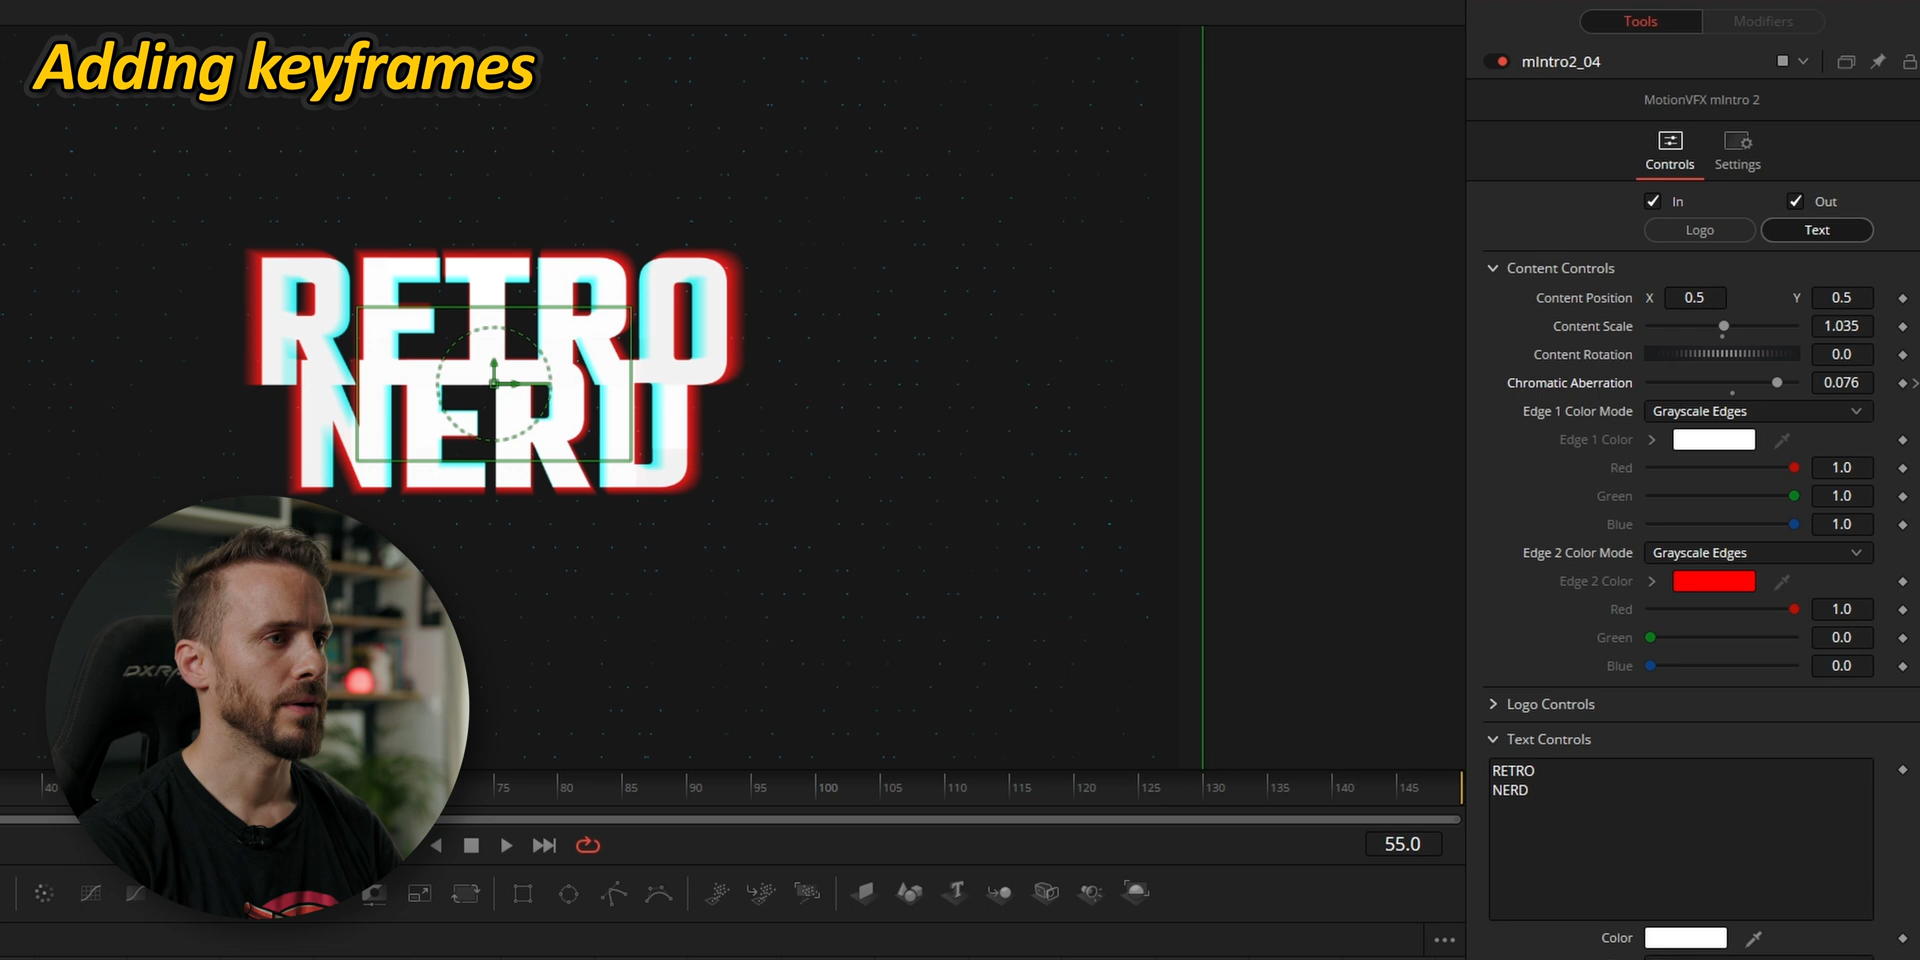 Adding keyframes
Tools
Modifiers
mIntro2_04
MotionVFX mIntro 2
Controls
Settings
In
Out
Logo
Text
Content Controls
Content Position X 0.5 Y 0.5
Content Scale 1.035
Content Rotation 0.0
Chromatic Aberration 0.076
Edge 1 Color Mode Grayscale Edges
Edge 1 Color
Red 1.0
Green 1.0
Blue 1.0
Edge 2 Color Mode Grayscale Edges
Edge 2 Color
Red 1.0
Green 0.0
Blue 0.0
Logo Controls
Text Controls
RETRO
NERD
Color
RETRO
NERD
40 75 80 85 90 95 100 105 110 115 120 125 130 135 140 145
55.0